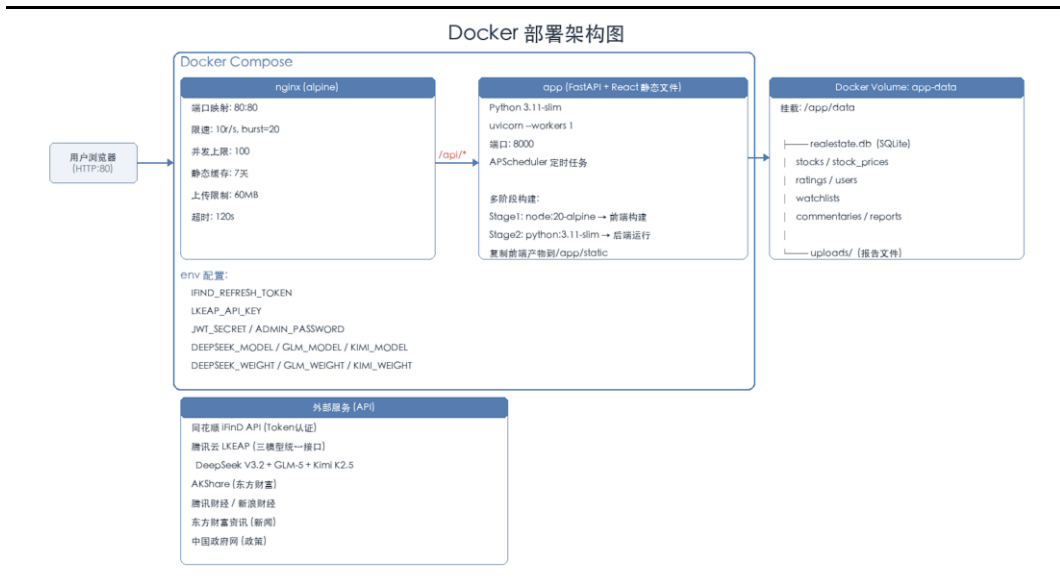 Docker 部署架构图
Docker Compose
用户浏览器
(HTTP:80)
nginx (alpine)
端口映射: 80:80
限速: 10r/s, burst=20
并发上限: 100
静态缓存: 7天
上传限制: 60MB
超时: 120s
/api/*
app (FastAPI + React 静态文件)
Python 3.11-slim
uvicorn --workers 1
端口: 8000
APScheduler 定时任务
多阶段构建:
Stage1: node:20-alpine → 前端构建
Stage2: python:3.11-slim → 后端运行
复制前端产物到/app/static
Docker Volume: app-data
挂载: /app/data
├── realestate.db (SQLite)
│ stocks / stock_prices
│ ratings / users
│ watchlists
│ commentaries / reports
│
└── uploads/ (报告文件)
env 配置:
IFIND_REFRESH_TOKEN
LKEAP_API_KEY
JWT_SECRET / ADMIN_PASSWORD
DEEPSEEK_MODEL / GLM_MODEL / KIMI_MODEL
DEEPSEEK_WEIGHT / GLM_WEIGHT / KIMI_WEIGHT
外部服务 (API)
同花顺 iFinD API (Token认证)
腾讯云 LKEAP (三模型统一接口)
DeepSeek V3.2 + GLM-5 + Kimi K2.5
AKShare (东方财富)
腾讯财经 / 新浪财经
东方财富资讯 (新闻)
中国政府网 (政策)